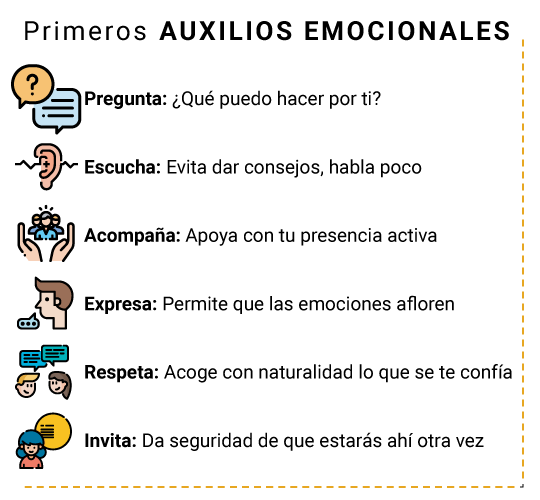 Primeros AUXILIOS EMOCIONALES
?
Pregunta: ¿Qué puedo hacer por ti?
Escucha: Evita dar consejos, habla poco
Acompaña: Apoya con tu presencia activa
Expresa: Permite que las emociones afloren
Respeta: Acoge con naturalidad lo que se te confía
Invita: Da seguridad de que estarás ahí otra vez